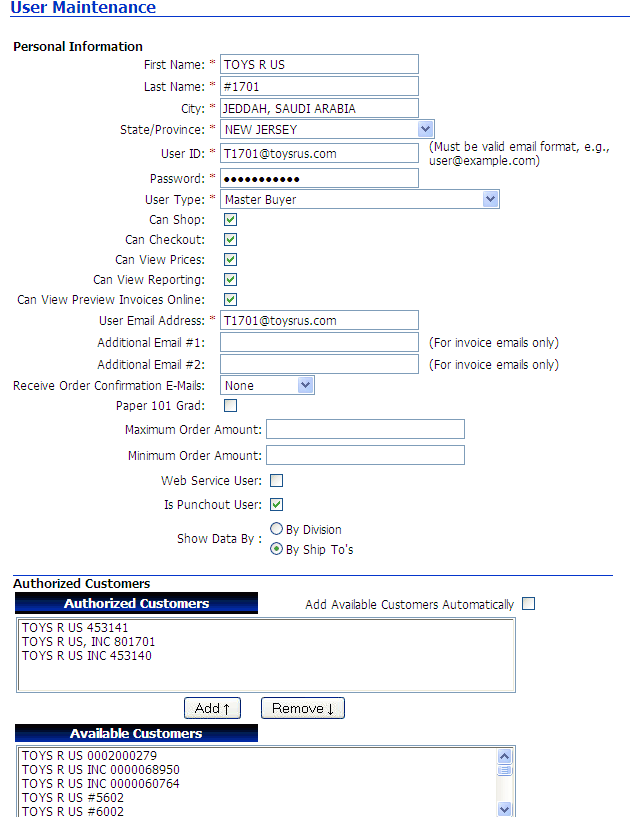 User Maintenance
Personal Information
First Name: * TOYS R US
Last Name: * #1701
City: * JEDDAH, SAUDI ARABIA
State/Province: * NEW JERSEY
User ID: * T1701@toysrus.com (Must be valid email format, e.g.,
user@example.com)
Password: * •••••••••••
User Type: * Master Buyer
Can Shop:
Can Checkout:
Can View Prices:
Can View Reporting:
Can View Preview Invoices Online:
User Email Address: * T1701@toysrus.com
Additional Email #1: (For invoice emails only)
Additional Email #2: (For invoice emails only)
Receive Order Confirmation E-Mails: None
Paper 101 Grad:
Maximum Order Amount:
Minimum Order Amount:
Web Service User:
Is Punchout User:
Show Data By : By Division
By Ship To's
Authorized Customers
Authorized Customers Add Available Customers Automatically
TOYS R US 453141
TOYS R US, INC 801701
TOYS R US INC 453140
Add ↑ Remove ↓
Available Customers
TOYS R US 0002000279
TOYS R US INC 0000068950
TOYS R US INC 0000060764
TOYS R US #5602
TOYS R US #6002